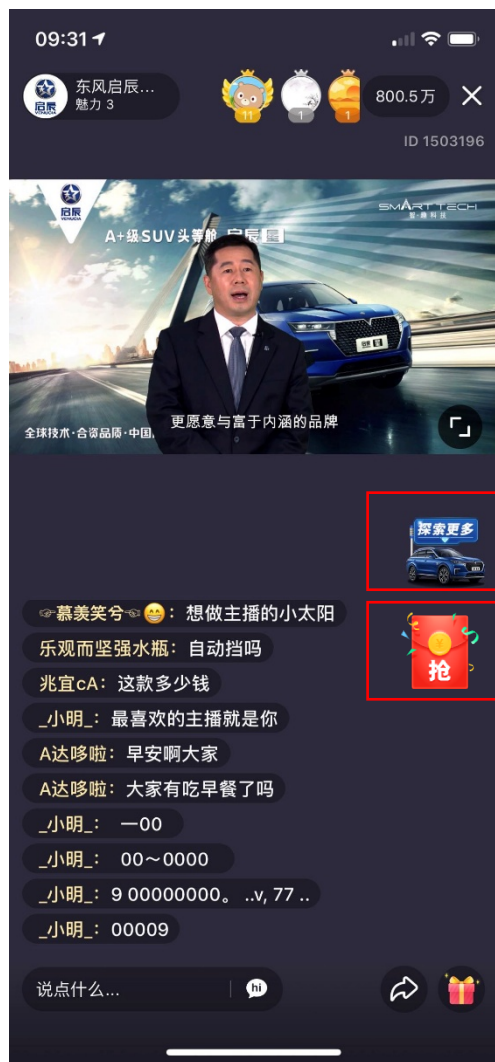 09:31
东风启辰...
魅力 3
11
1
1
800.5万
ID 1503196
启辰
VENUCIA
启辰
SMART TECH
智·趣科技
A+级SUV头等舱 启辰星
更愿意与富于内涵的品牌
全球技术·合资品质·中国
探索更多
抢
☞慕羡笑兮☜😁：想做主播的小太阳
乐观而坚强水瓶：自动挡吗
兆宜cA：这款多少钱
_小明_：最喜欢的主播就是你
A达哆啦：早安啊大家
A达哆啦：大家有吃早餐了吗
_小明_： 一00
_小明_： 00～0000
_小明_：9 00000000。 ..v, 77 ..
_小明_：00009
说点什么...
hi